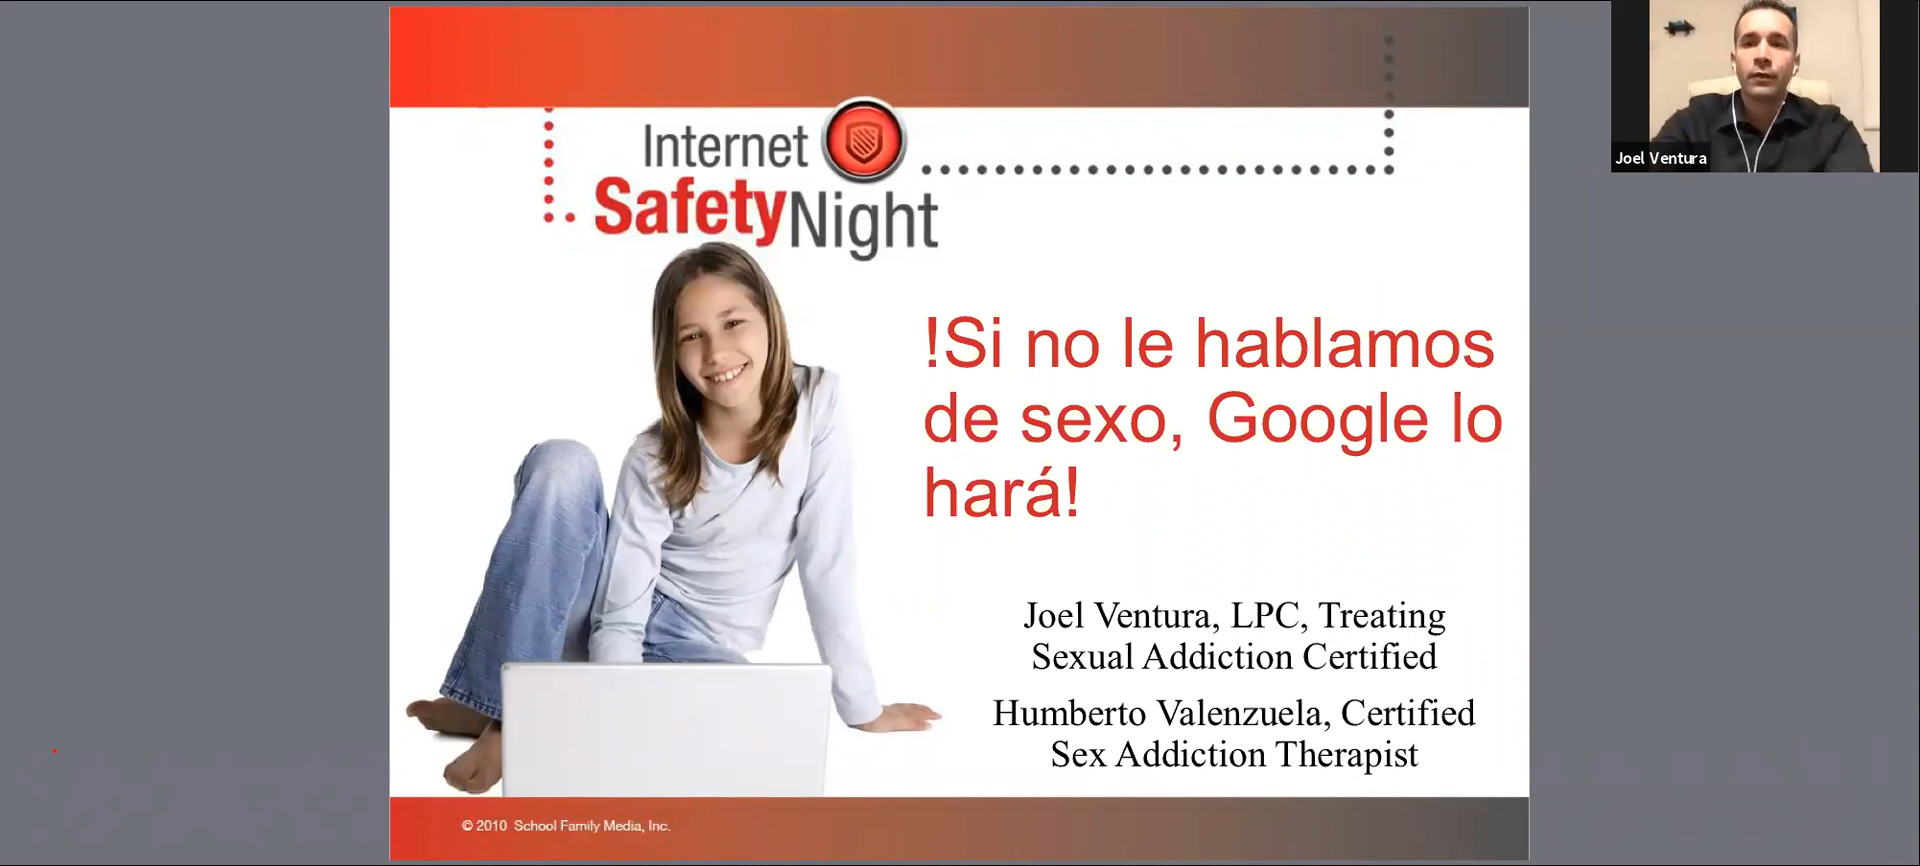 Internet
SafetyNight
!Si no le hablamos
de sexo, Google lo
hará!
Joel Ventura, LPC, Treating
Sexual Addiction Certified
Humberto Valenzuela, Certified
Sex Addiction Therapist
© 2010 School Family Media, Inc.
Joel Ventura